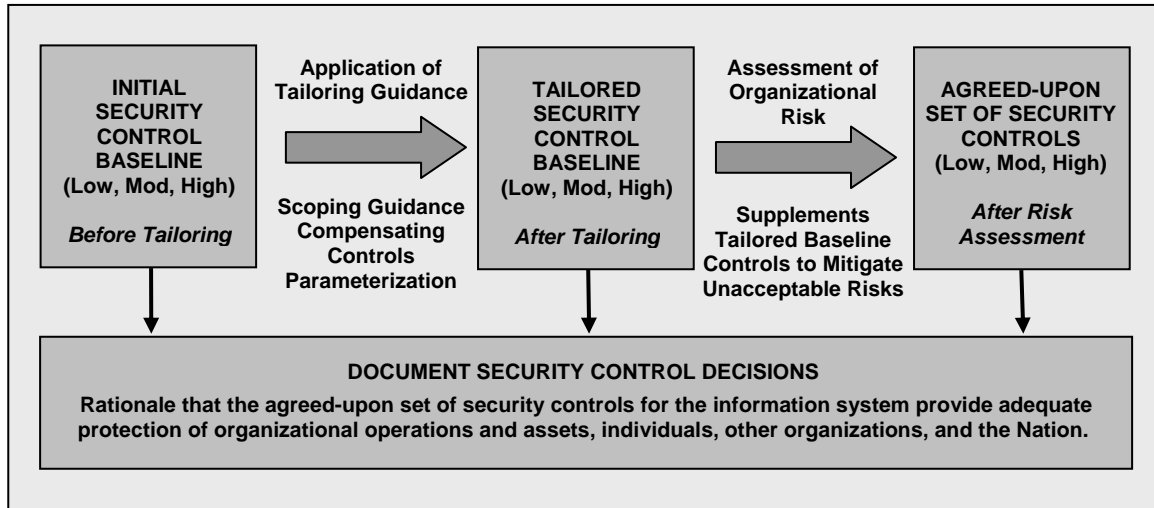 INITIAL
SECURITY
CONTROL
BASELINE
(Low, Mod, High)
Before Tailoring
Application of
Tailoring Guidance
Scoping Guidance
Compensating
Controls
Parameterization
TAILORED
SECURITY
CONTROL
BASELINE
(Low, Mod, High)
After Tailoring
Assessment of
Organizational
Risk
Supplements
Tailored Baseline
Controls to Mitigate
Unacceptable Risks
AGREED-UPON
SET OF SECURITY
CONTROLS
(Low, Mod, High)
After Risk
Assessment
DOCUMENT SECURITY CONTROL DECISIONS
Rationale that the agreed-upon set of security controls for the information system provide adequate
protection of organizational operations and assets, individuals, other organizations, and the Nation.